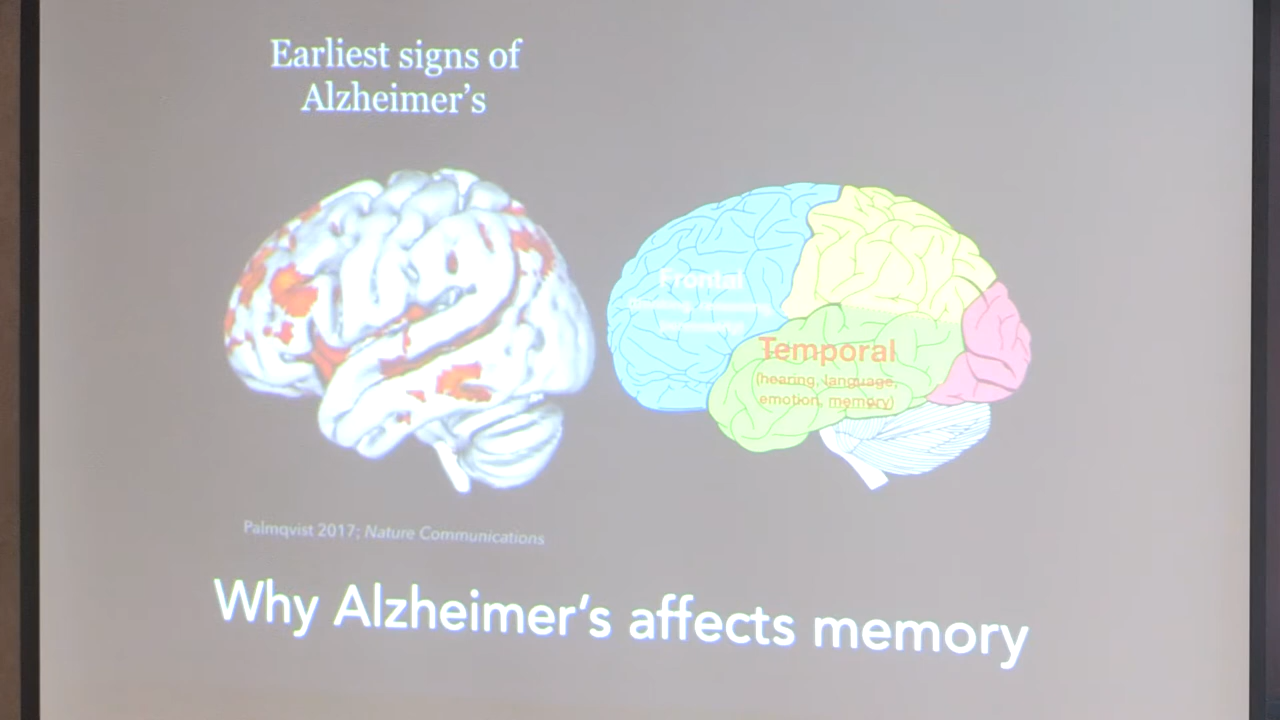 Earliest signs of
Alzheimer's
Frontal
Temporal
(hearing, language,
emotion, memory)
Palmqvist 2017; Nature Communications
Why Alzheimer's affects memory